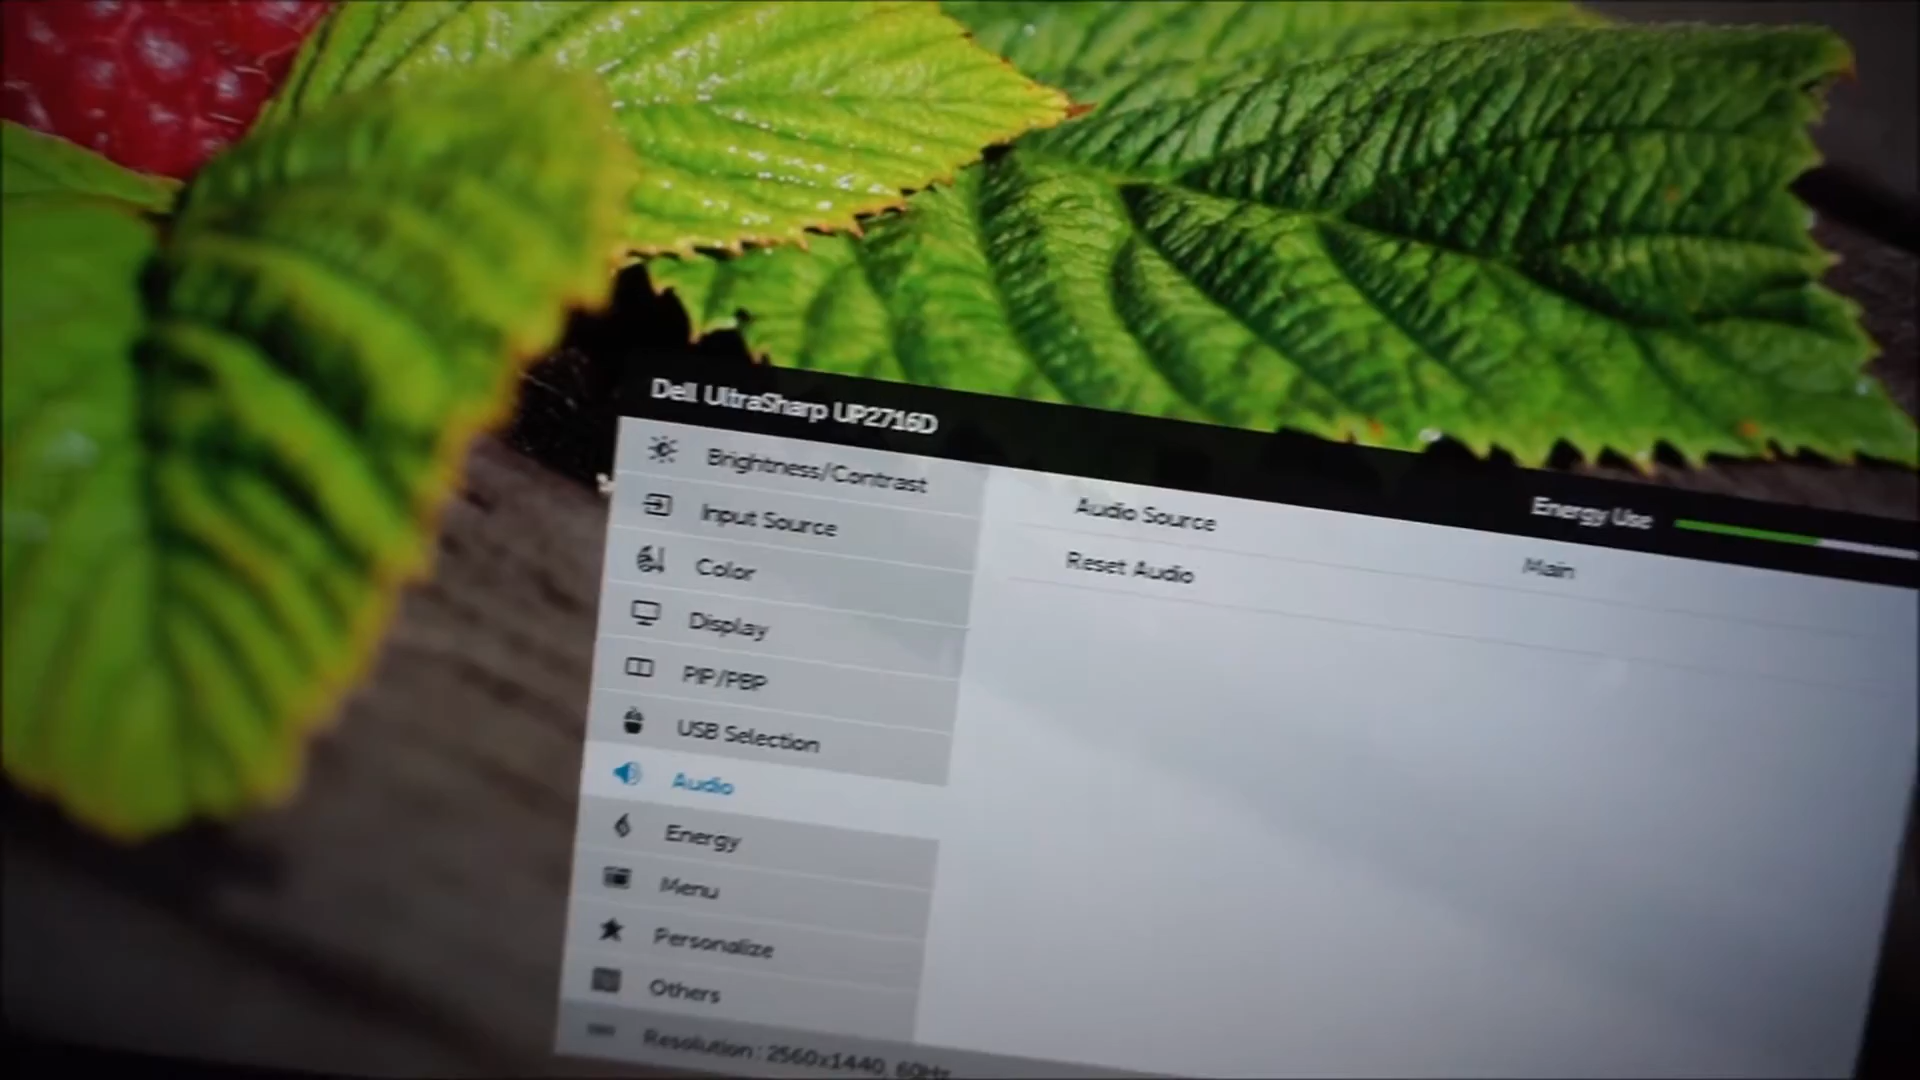 Dell UltraSharp UP2716D
Energy Use
Brightness/Contrast
Input Source
Color
Display
PIP/PBP
USB Selection
Audio
Energy
Menu
Personalize
Others
Audio Source
Main
Reset Audio
Resolution: 2560x1440, 60Hz